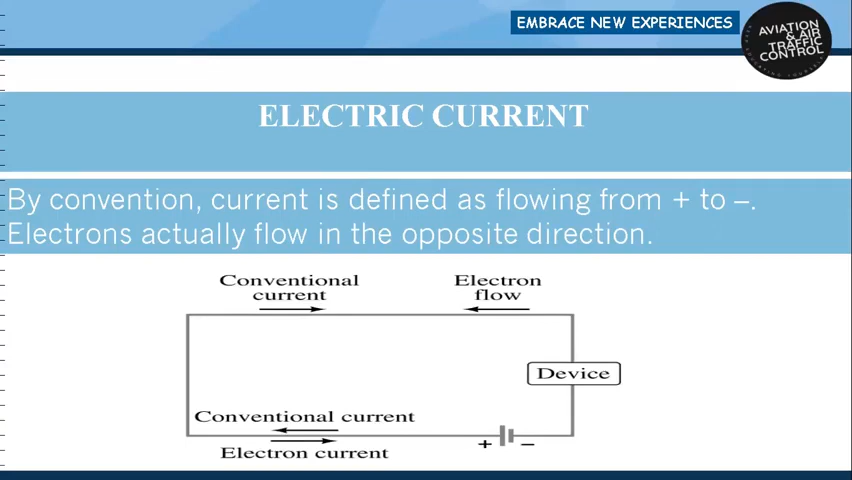 EMBRACE NEW EXPERIENCES
AVIATION
& AIR
TRAFFIC
CONTROL
ELECTRIC CURRENT
By convention, current is defined as flowing from + to –.
Electrons actually flow in the opposite direction.
Conventional
current
Electron
flow
Device
Conventional current
+ –
Electron current